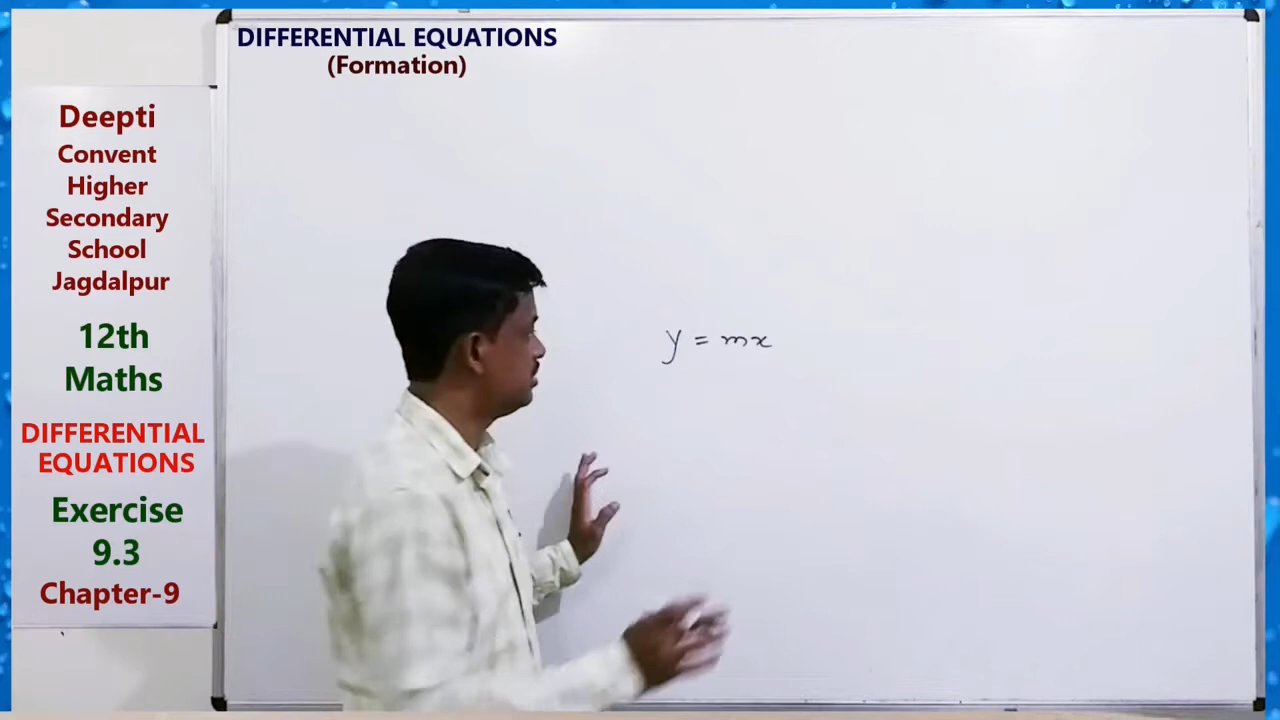 DIFFERENTIAL EQUATIONS
(Formation)
Deepti
Convent
Higher
Secondary
School
Jagdalpur
12th
Maths
DIFFERENTIAL
EQUATIONS
Exercise
9.3
Chapter-9
y = mx